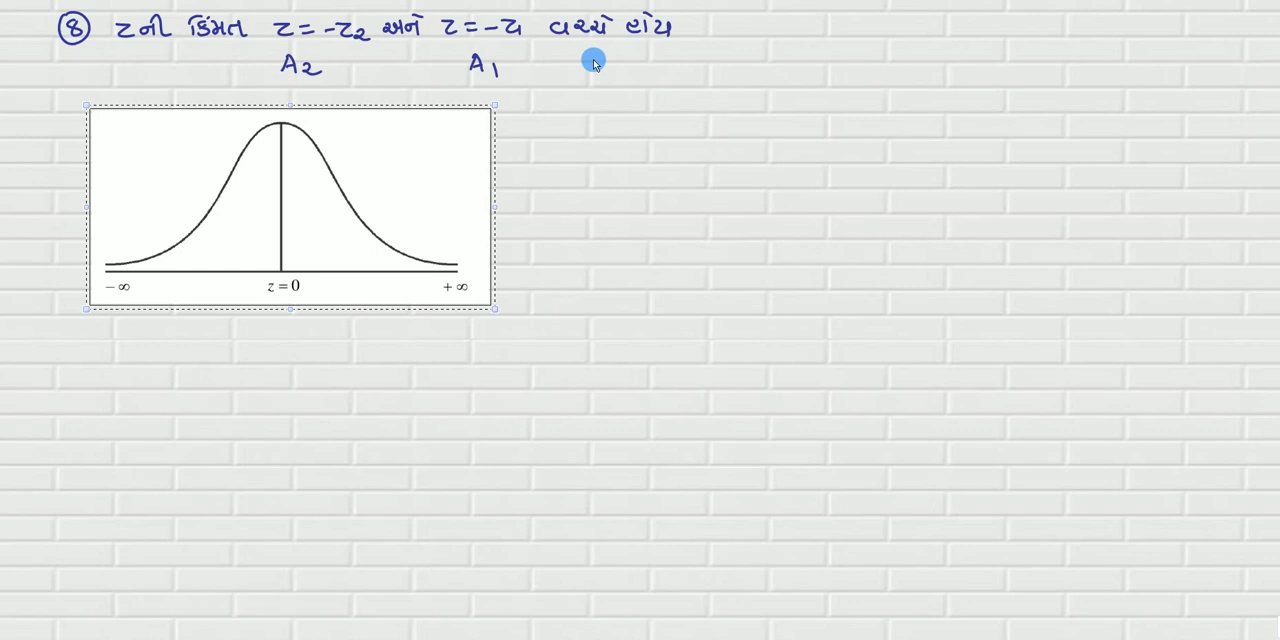 ⑧ zની કિંમત z = -z₂ અને z = -z₁ વચ્ચે હોય
A₂ A₁
- ∞ z = 0 + ∞